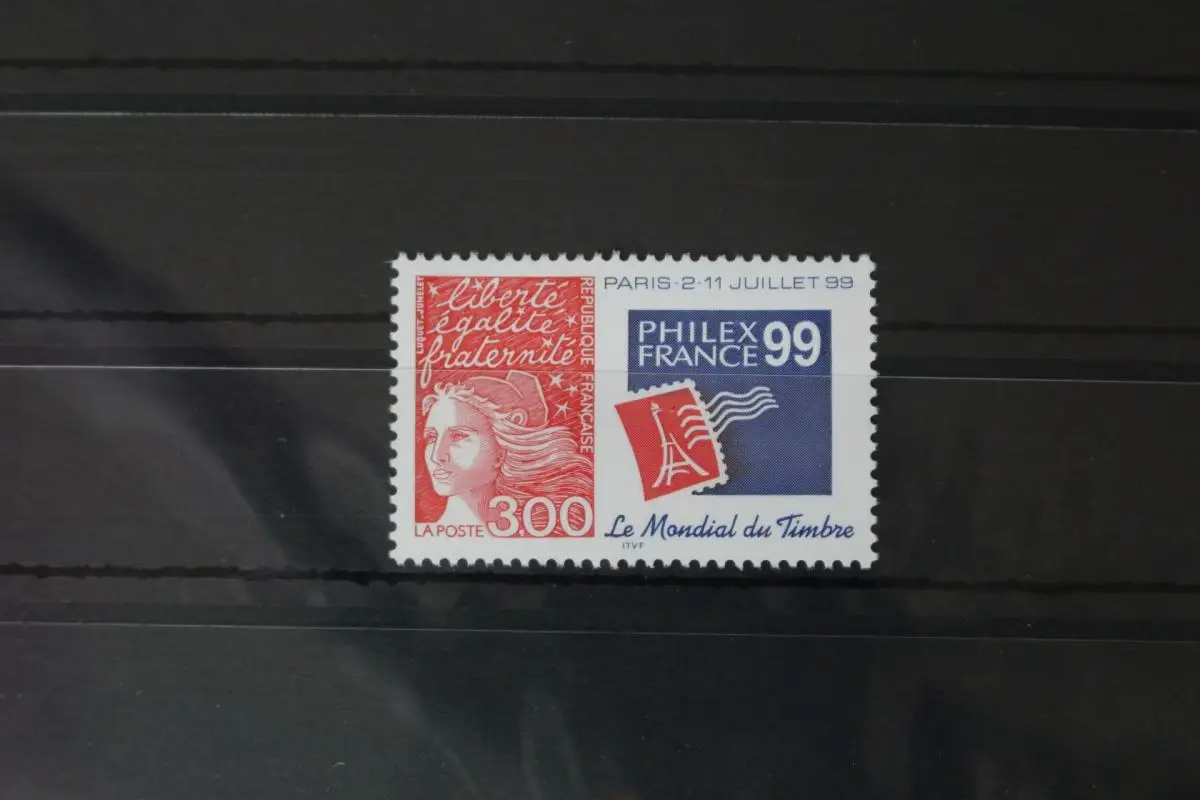 liberté
égalité
fraternité
REPUBLIQUE FRANÇAISE
LUQUET-JUMELET
LA POSTE 3,00
PARIS-2-11 JUILLET 99
PHILEX
FRANCE 99
Le Mondial du Timbre
ITVF